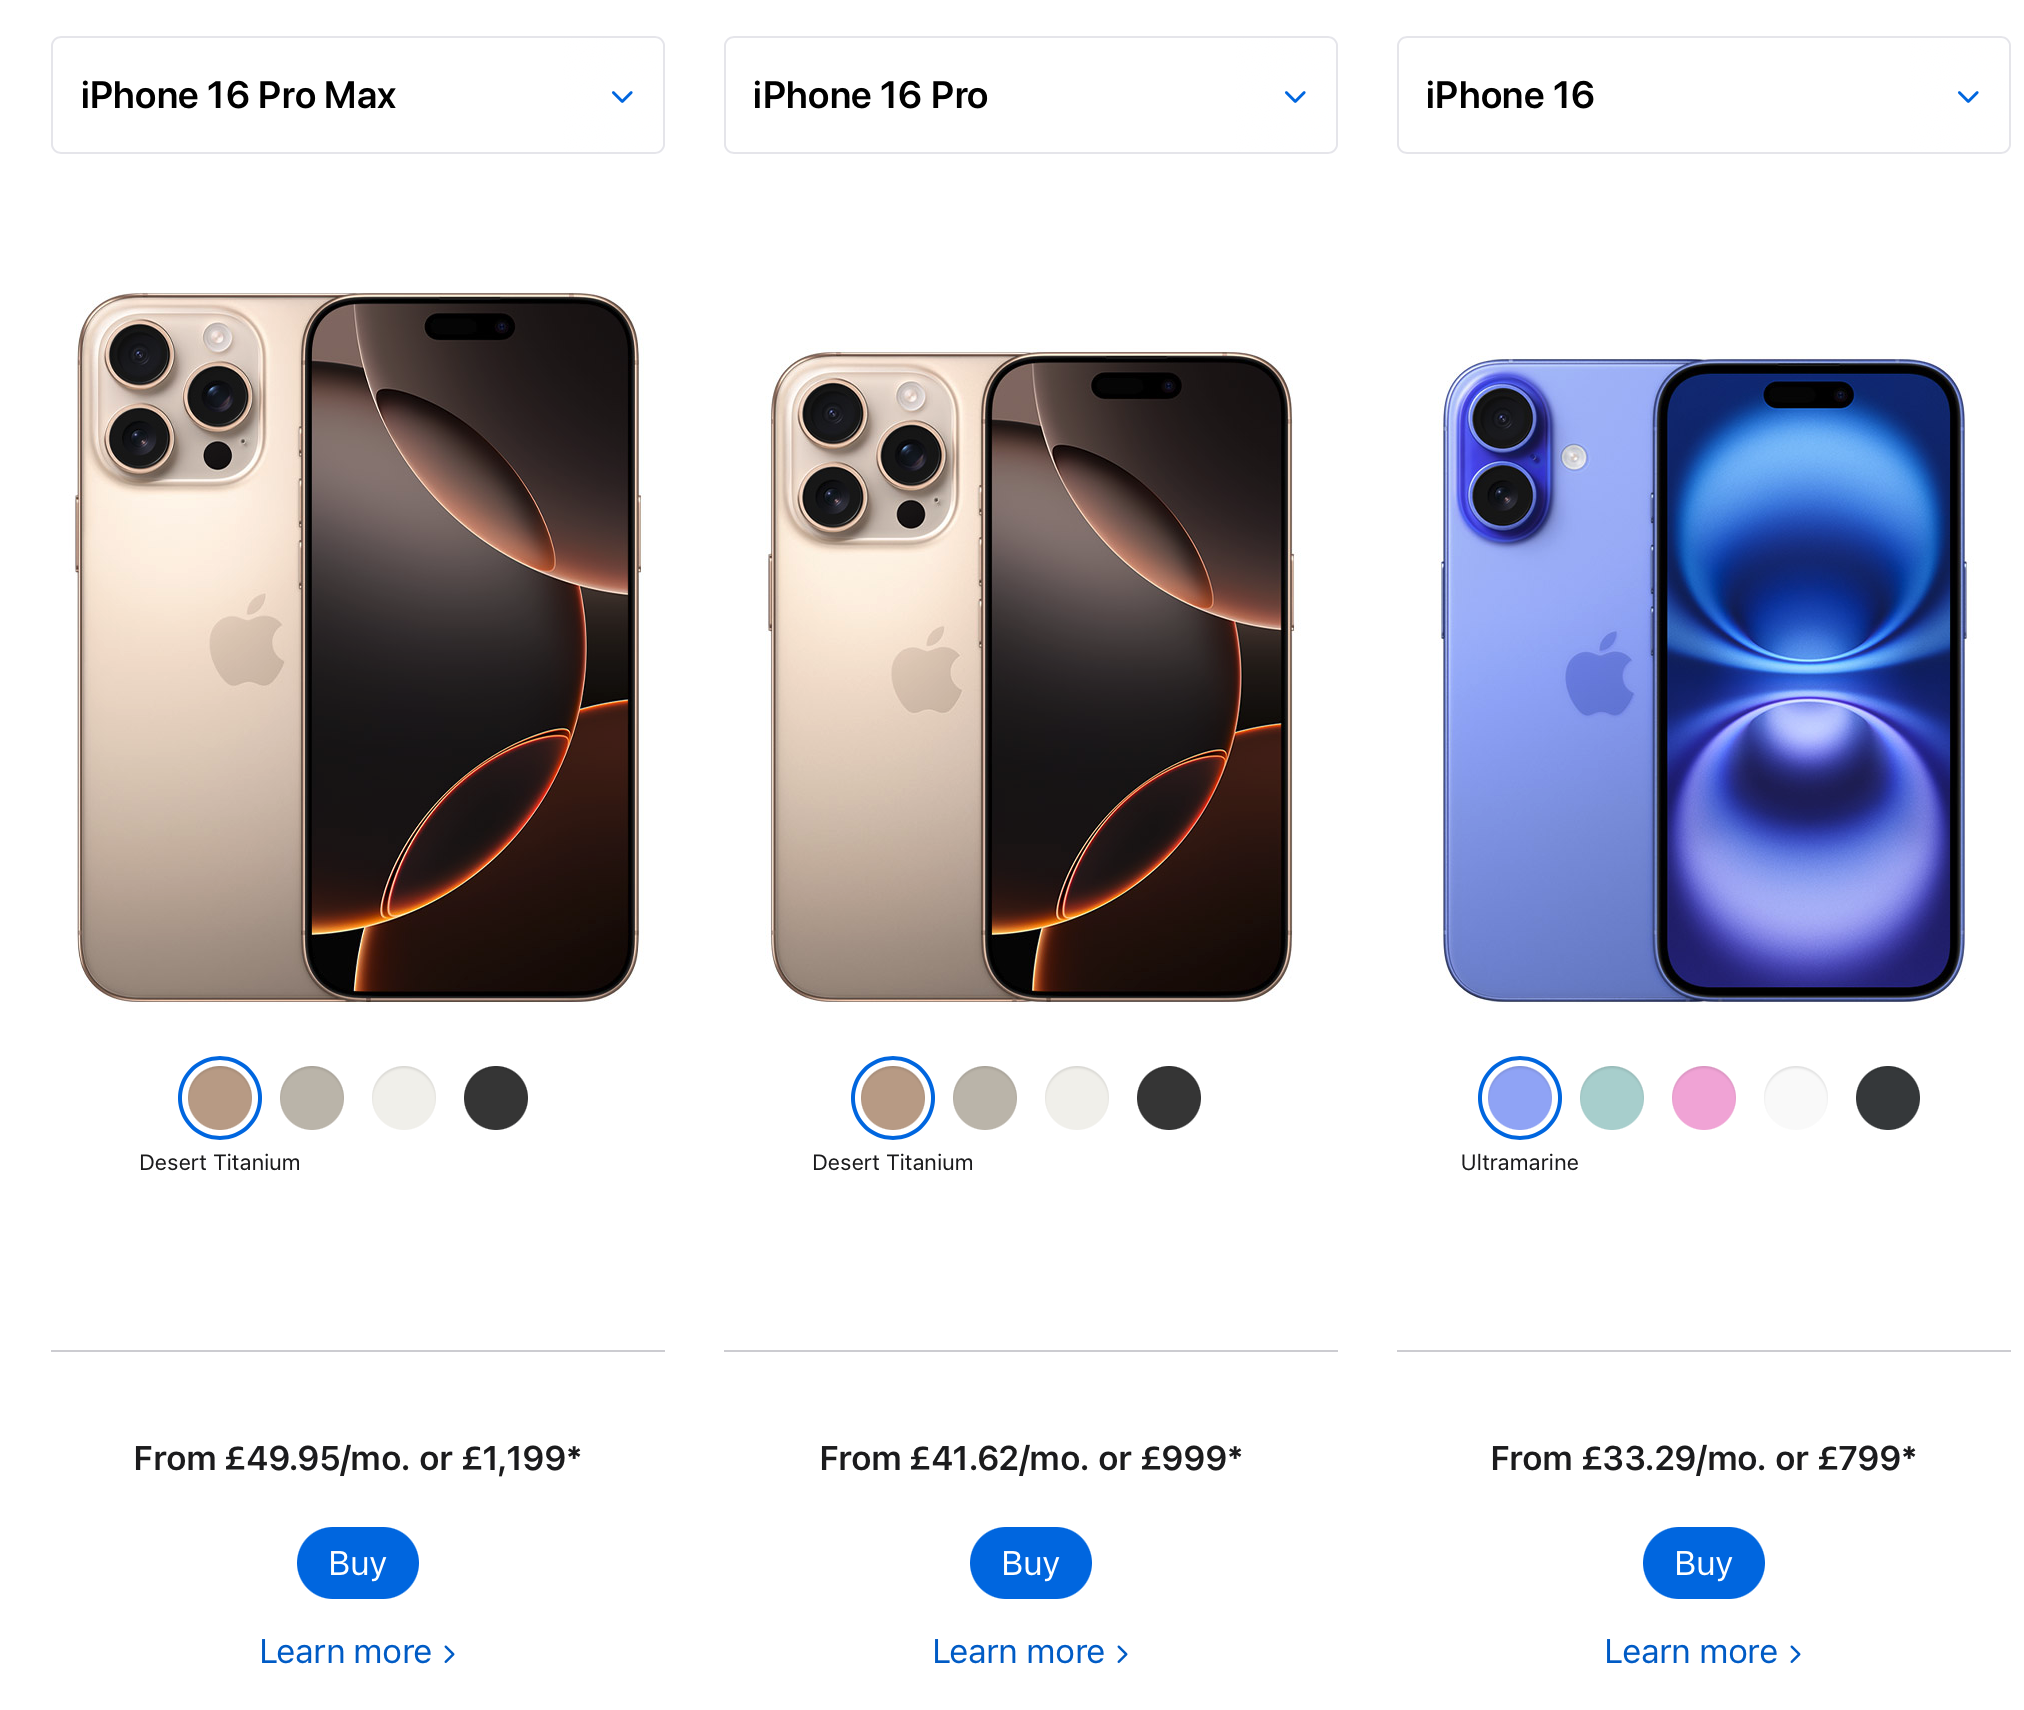 iPhone 16 Pro Max
iPhone 16 Pro
iPhone 16
Desert Titanium
Desert Titanium
Ultramarine
From £49.95/mo. or £1,199*
From £41.62/mo. or £999*
From £33.29/mo. or £799*
Buy
Buy
Buy
Learn more >
Learn more >
Learn more >